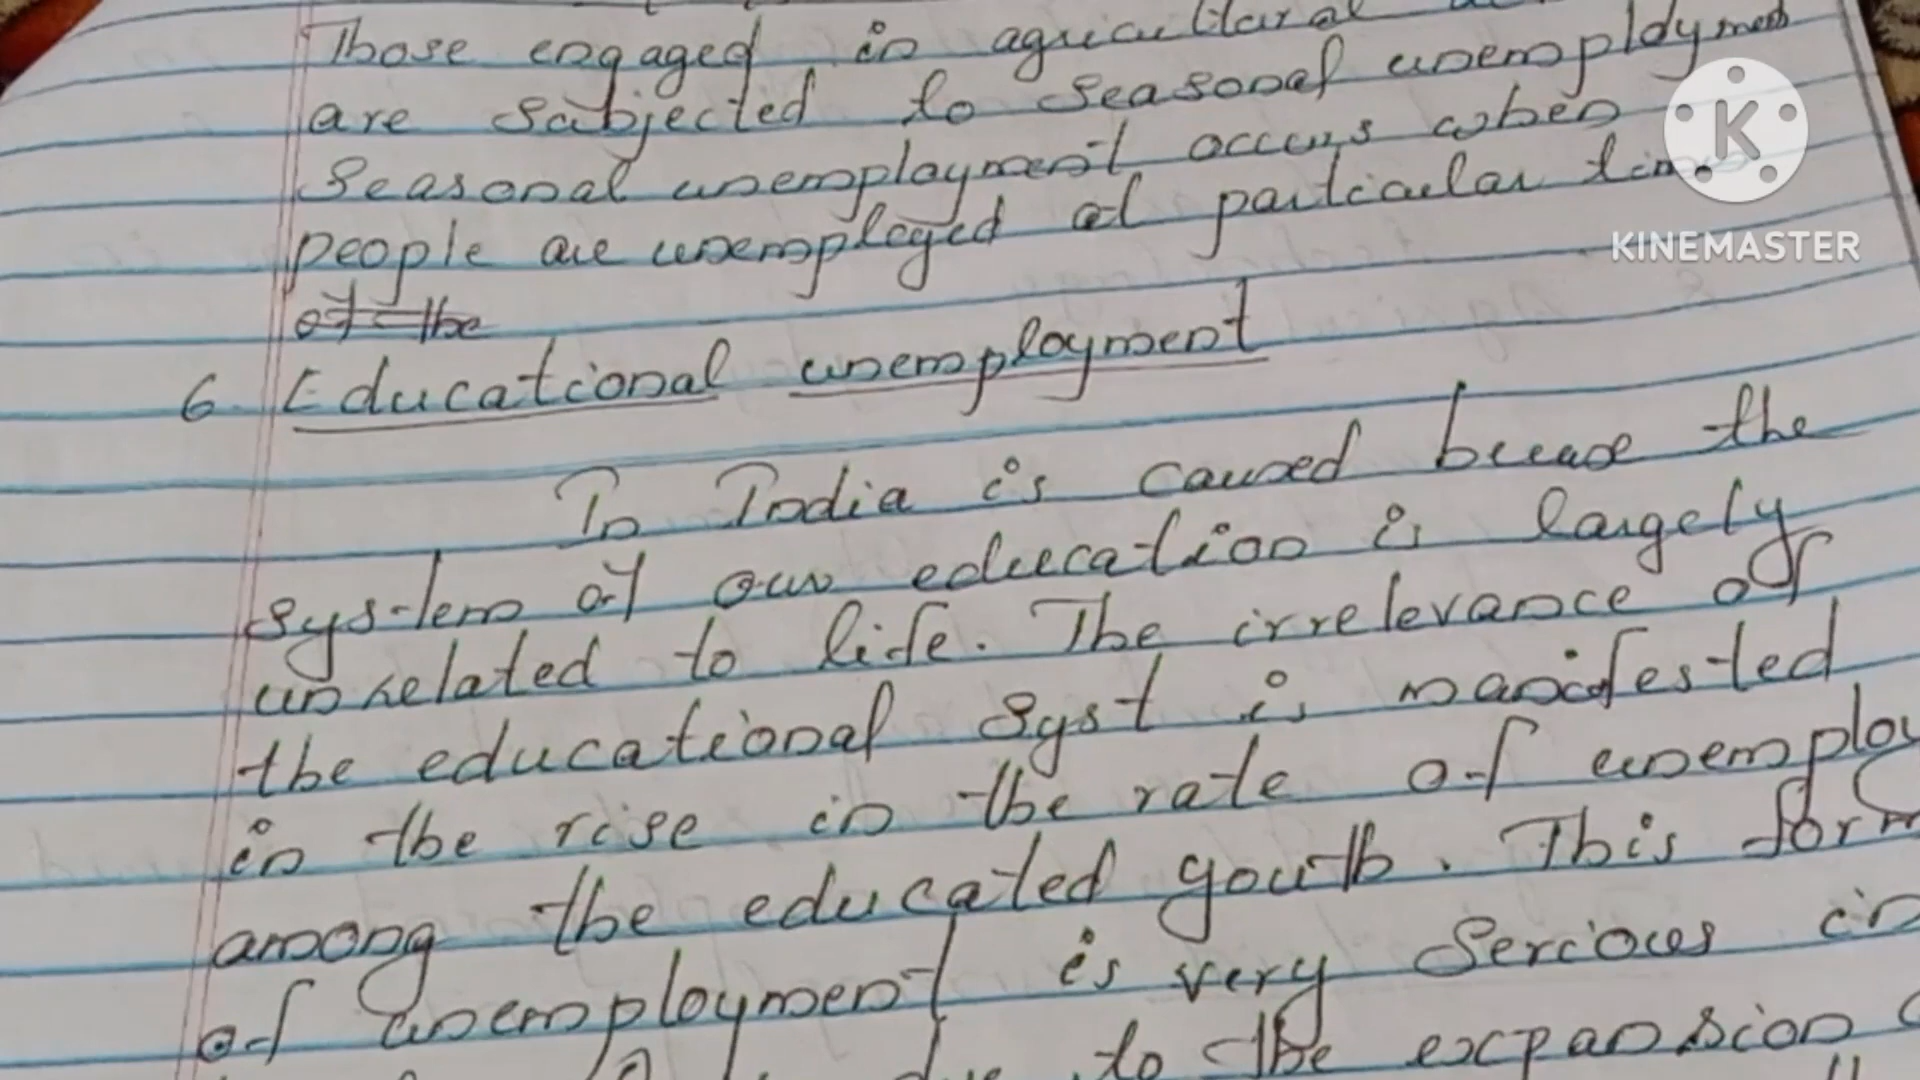 Those engaged in agricultural
are subjected to seasonal unemployment
Seasonal unemployment occurs when
people are unemployed at particular time
of the
6. Educational unemployment
In India is caused becuse the
system of our education is largely
unrelated to life. The irrelevance of
the educational syst is manifested
in the rise in the rate of unemploy
among the educated youth. This form
of unemployment is very serious in
to the expansion
K
KINEMASTER